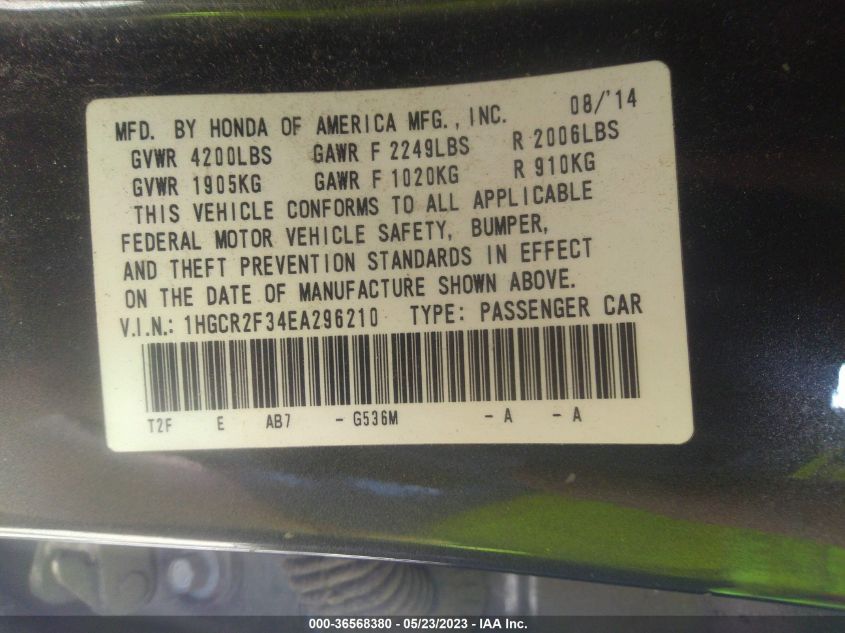 MFD. BY HONDA OF AMERICA MFG., INC. 08/'14
GVWR 4200LBS GAWR F 2249LBS R 2006LBS
GVWR 1905KG GAWR F 1020KG R 910KG
THIS VEHICLE CONFORMS TO ALL APPLICABLE
FEDERAL MOTOR VEHICLE SAFETY, BUMPER,
AND THEFT PREVENTION STANDARDS IN EFFECT
ON THE DATE OF MANUFACTURE SHOWN ABOVE.
V.I.N.: 1HGCR2F34EA296210 TYPE: PASSENGER CAR
T2F E AB7 - G536M - A - A
000-36568380 - 05/23/2023 - IAA Inc.